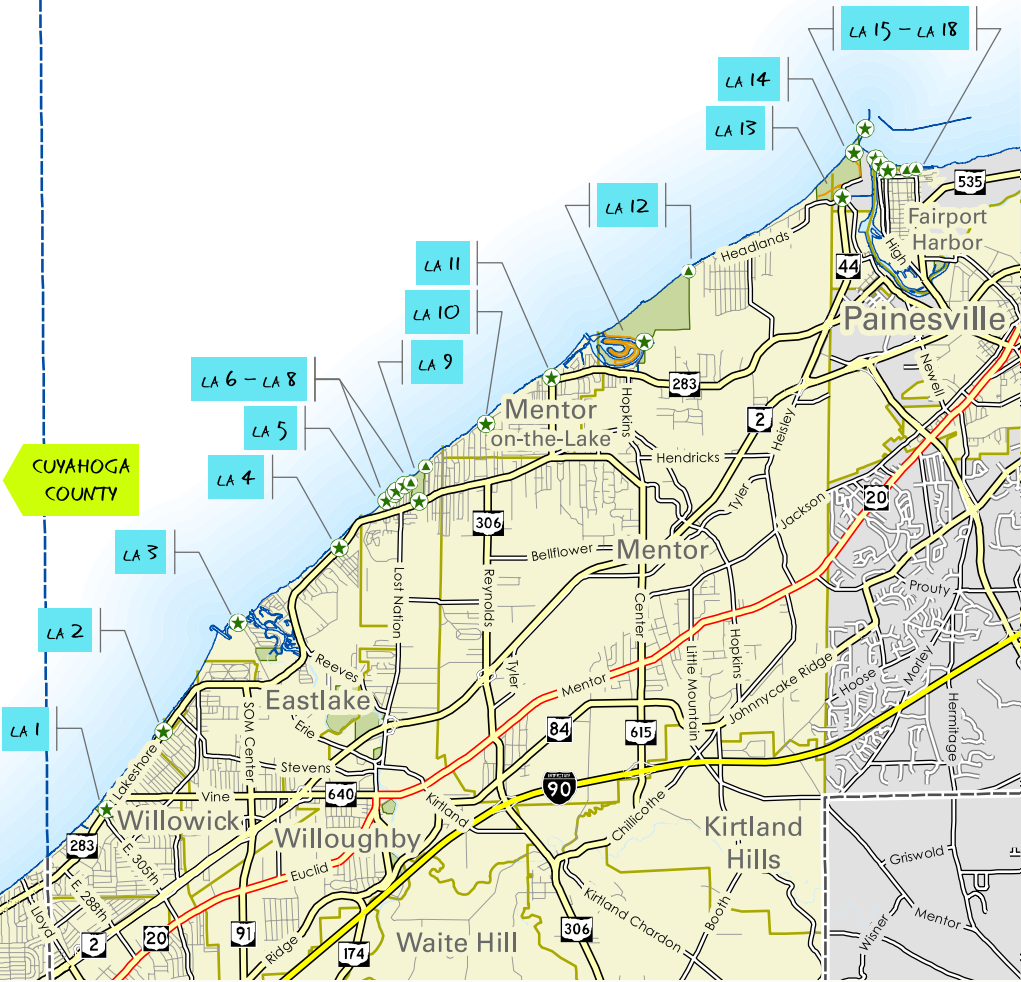 LA 15 – LA 18
LA 14
LA 13
535
LA 12
Fairport
Harbor
Headlands
High
LA 11
44
LA 10
Painesville
LA 9
LA 6 – LA 8
283
Newell
Mentor
on-the-Lake
Hopkins
2
Heisley
LA 5
CUYAHOGA
COUNTY
LA 4
Hendricks
Tyler
Jackson
20
306
LA 3
Bellflower
Mentor
Lost Nation
Reynolds
Center
Prouty
LA 2
Reeves
Tyler
Little Mountain
Hopkins
Johnnycake Ridge
Hoose
Morley
Hermitage
Eastlake
Mentor
SOM Center
Erie
LA 1
84
615
Lakeshore
Stevens
90
Vine
640
Kirtland
Chillicothe
Willowick
Willoughby
Kirtland
Hills
283
E. 305th
E. 288th
Euclid
Griswold
Lloyd
Kirtland Chardon
Booth
Mentor
Wisner
2
20
91
Ridge
174
Waite Hill
306